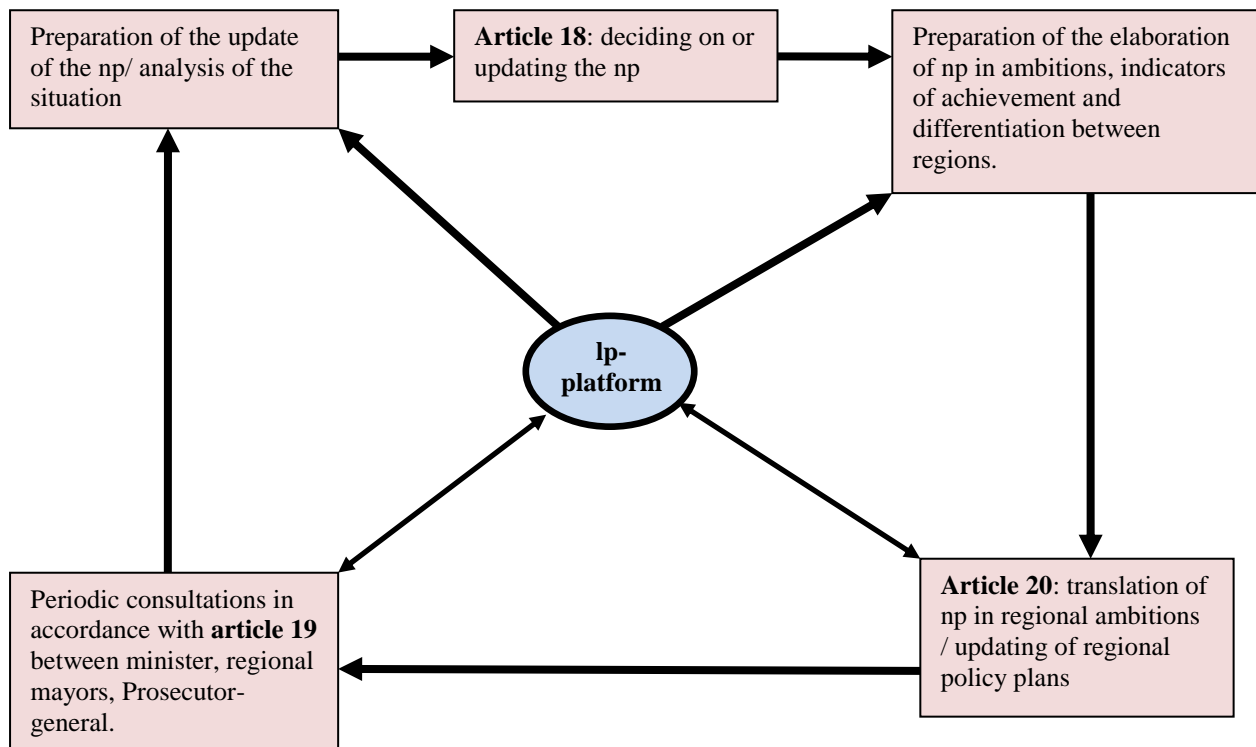 Preparation of the update
of the np/ analysis of the
situation
Article 18: deciding on or
updating the np
Preparation of the elaboration
of np in ambitions, indicators
of achievement and
differentiation between
regions.
lp-
platform
Periodic consultations in
accordance with article 19
between minister, regional
mayors, Prosecutor-
general.
Article 20: translation of
np in regional ambitions
/ updating of regional
policy plans